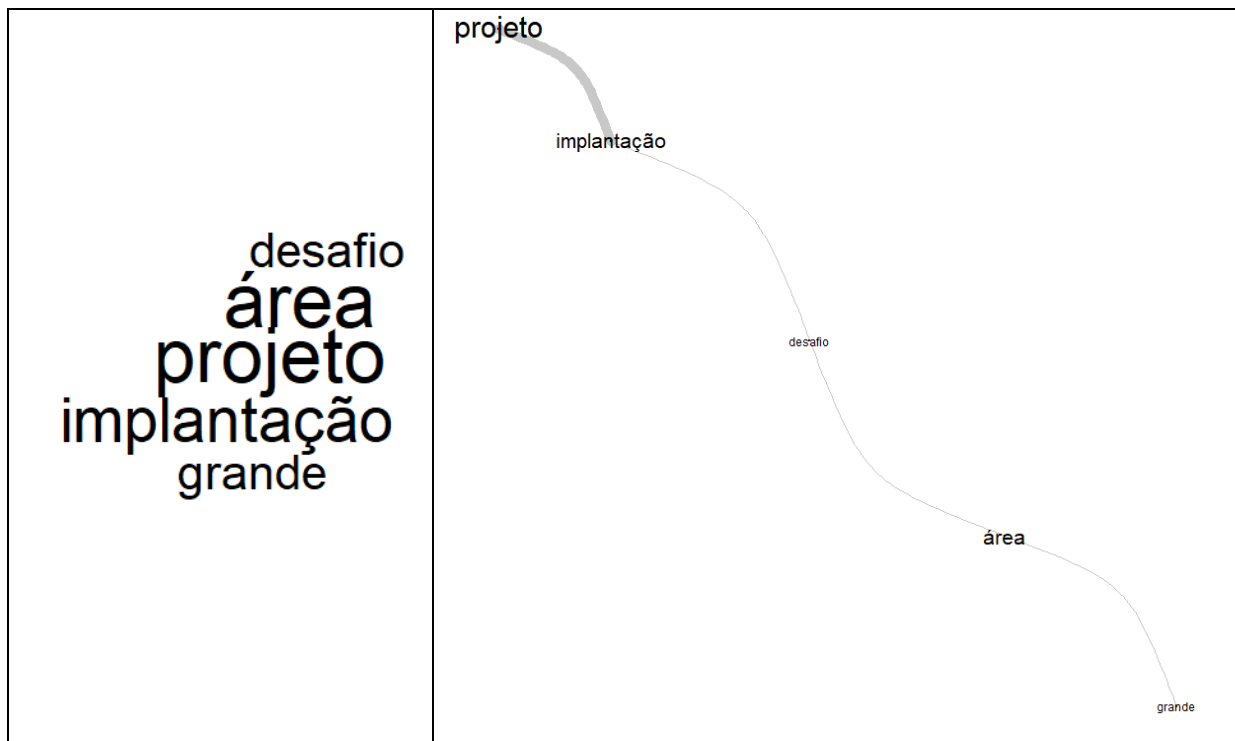 desafio
área
projeto
implantação
grande
projeto
implantação
desafio
área
grande